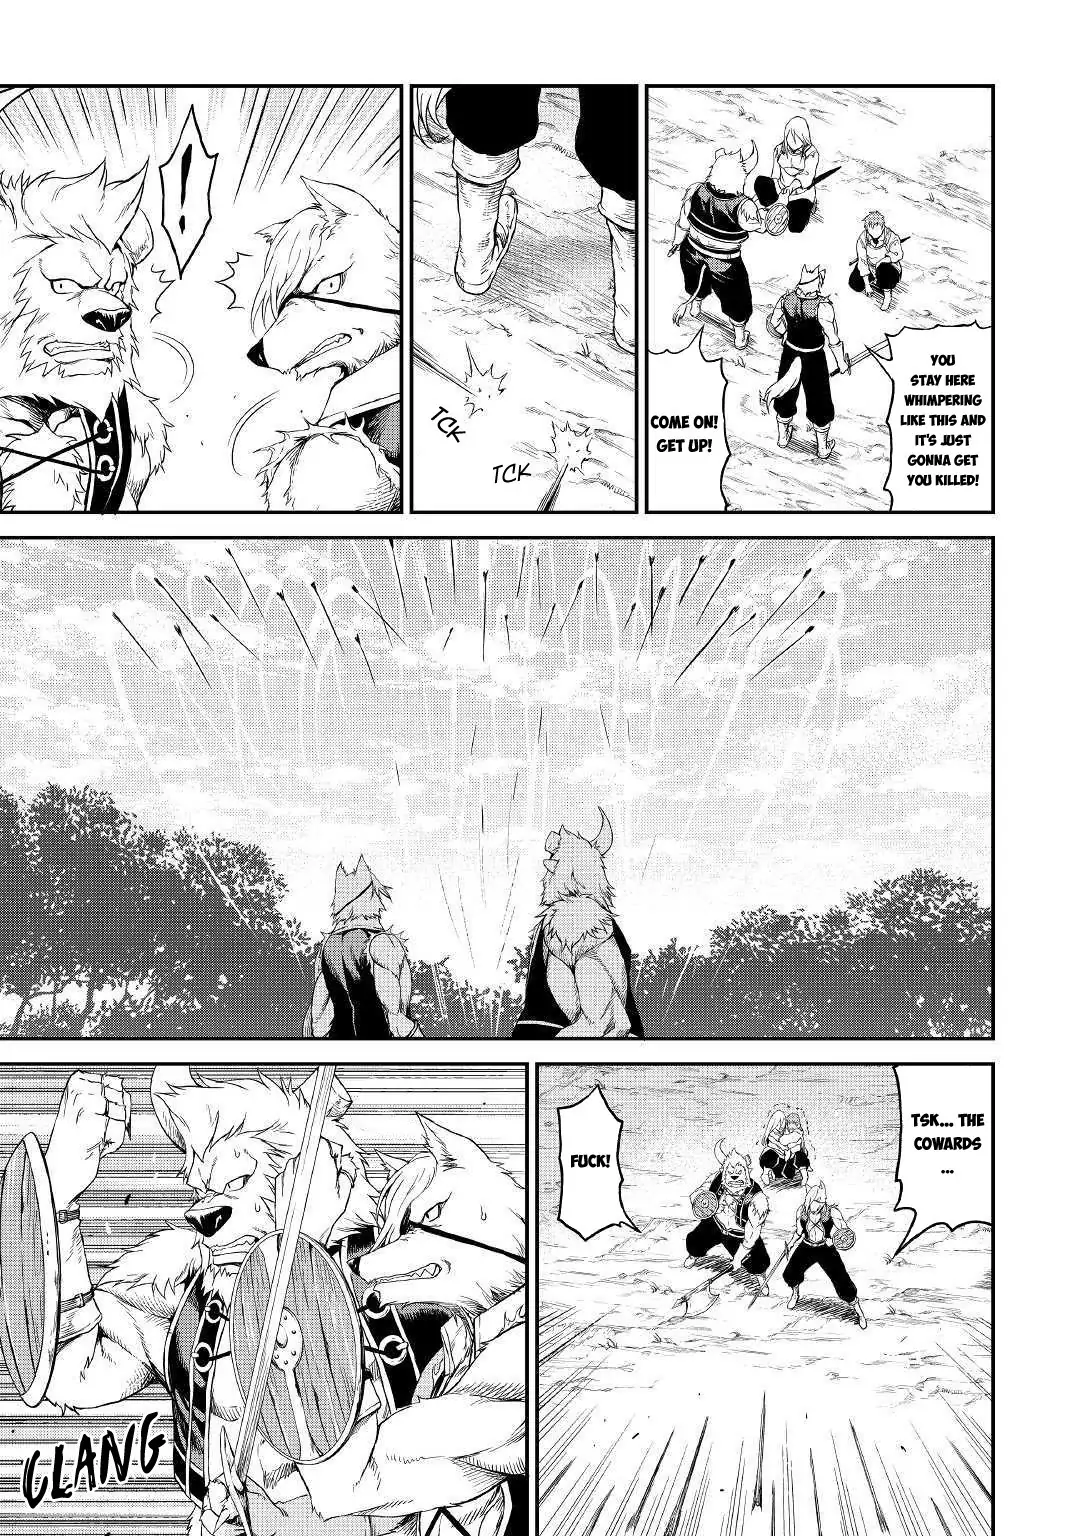 YOU
STAY HERE
WHIMPERING
LIKE THIS AND
IT'S JUST
GONNA GET
YOU KILLED!
COME ON!
GET UP!
TCK
TCK
!
TSK... THE
COWARDS
...
FUCK!
CLANG